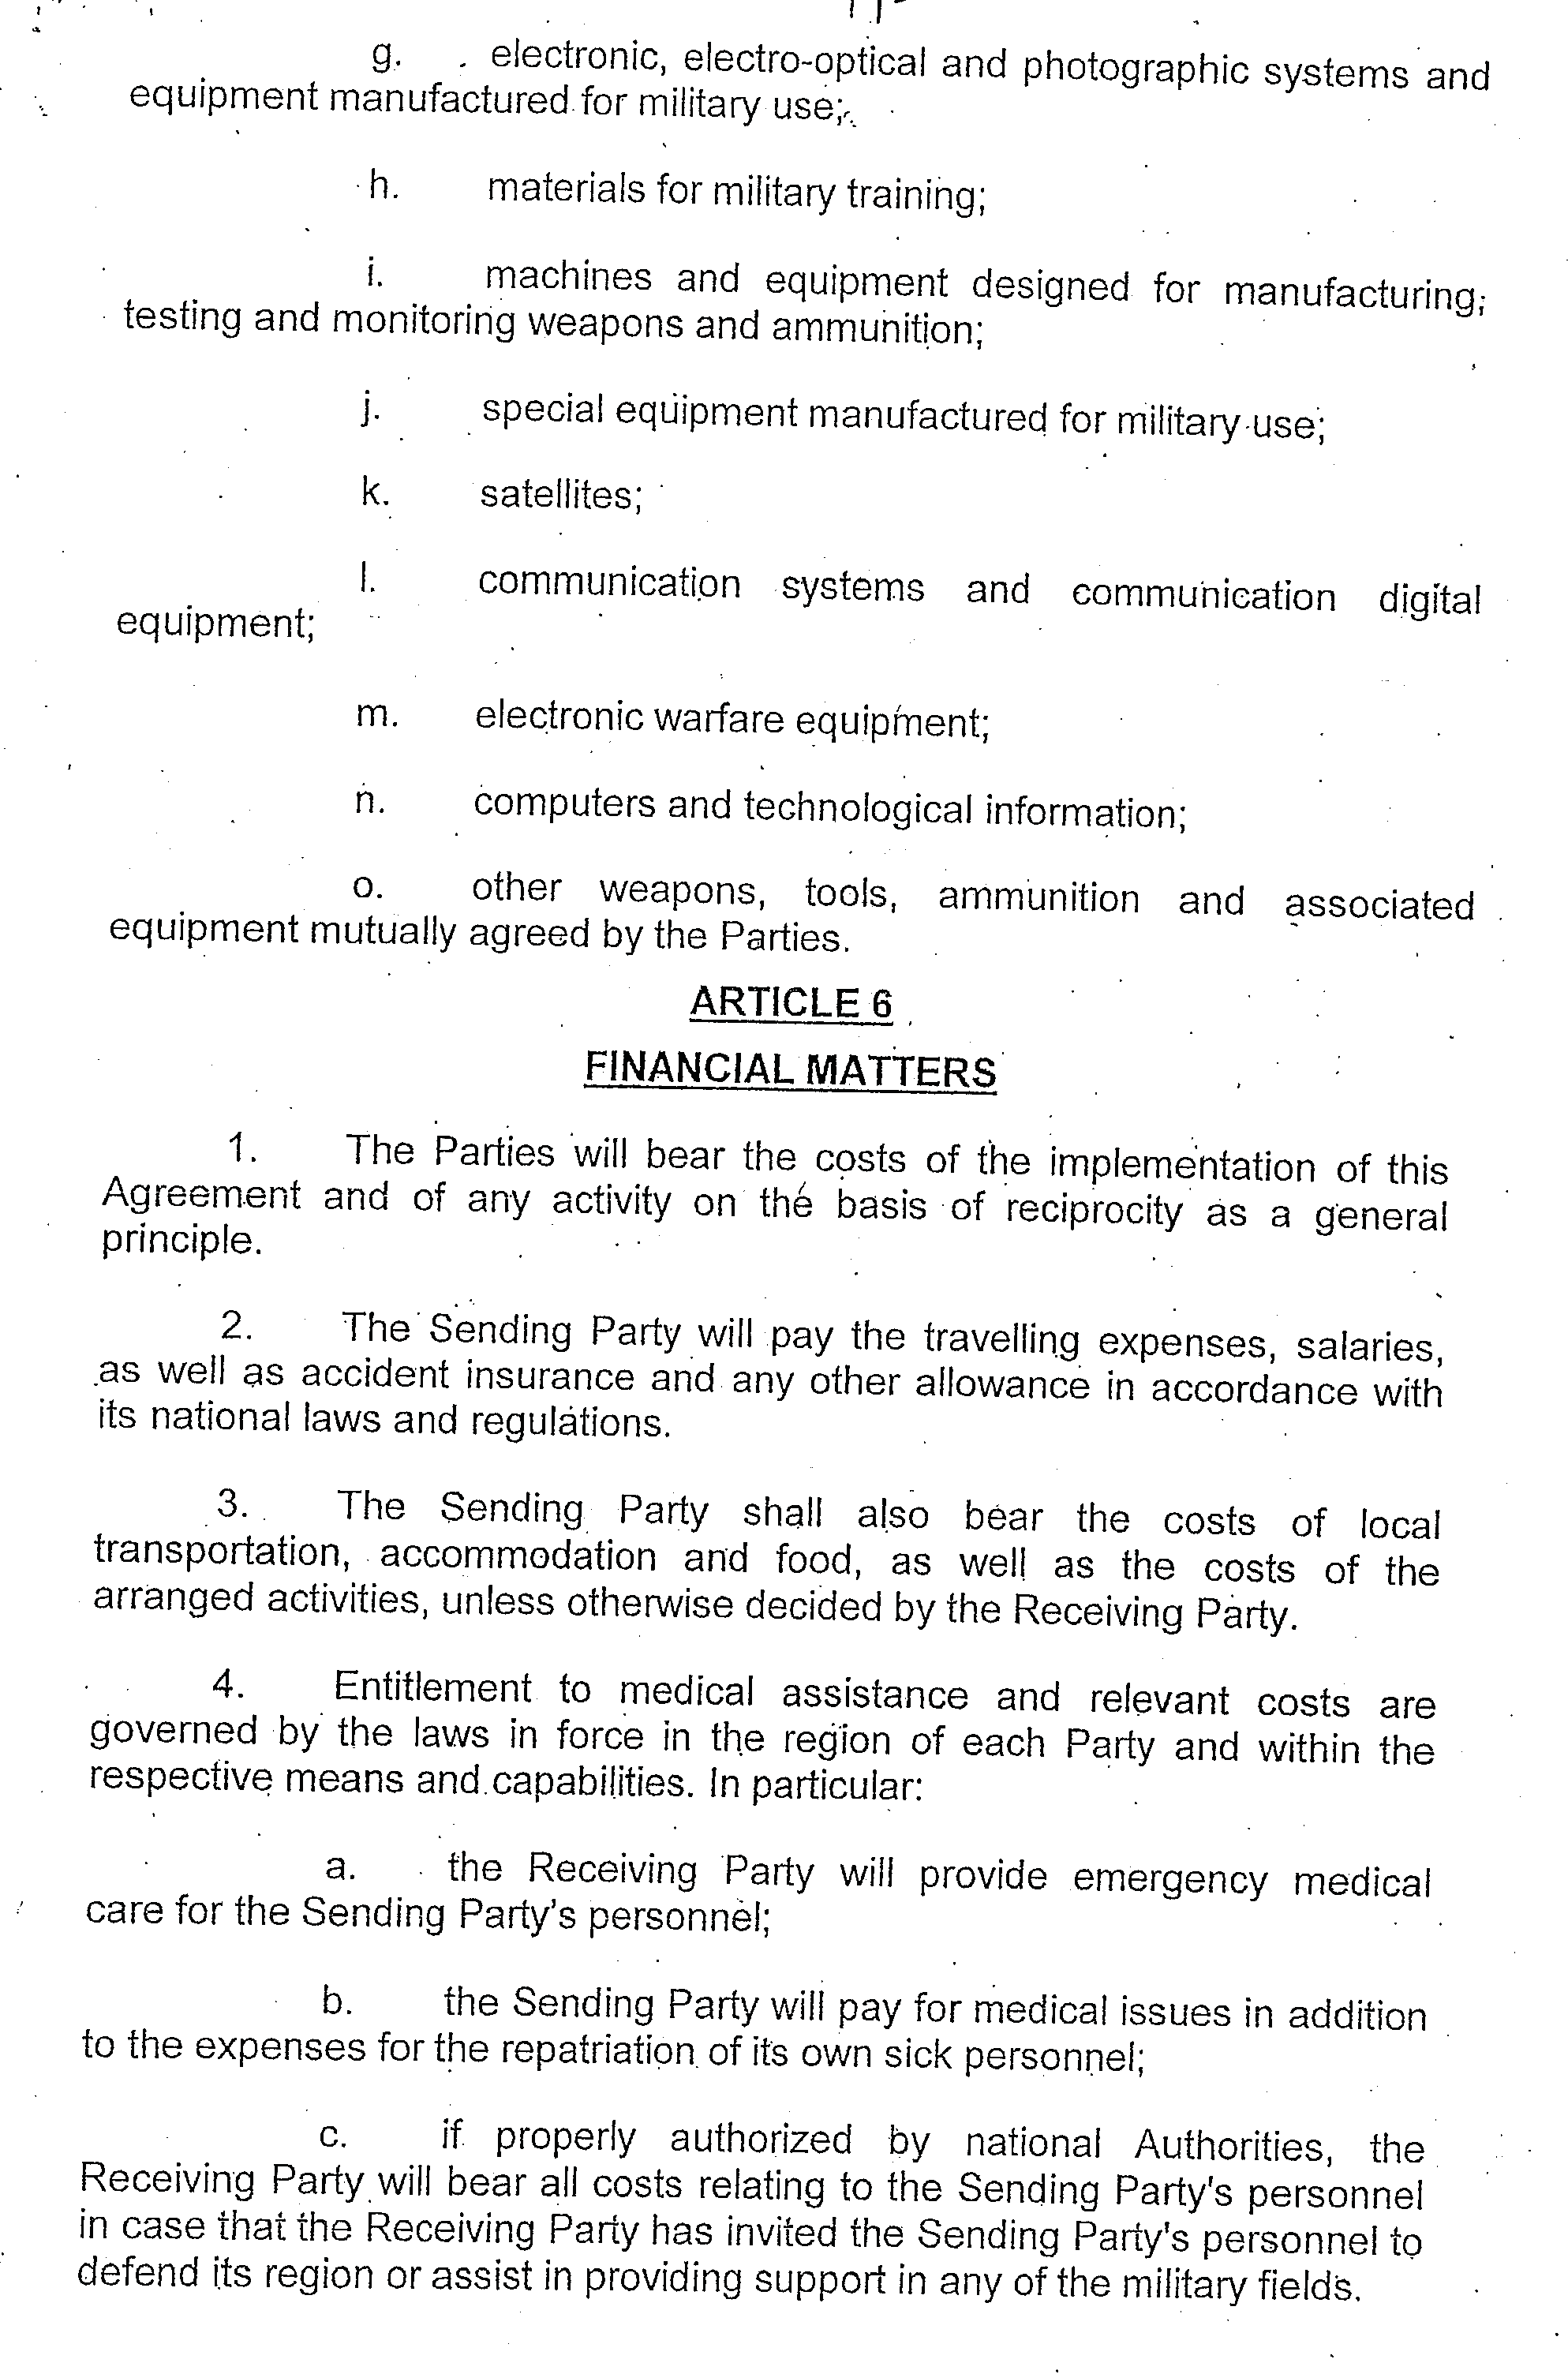 g. electronic, electro-optical and photographic systems and
equipment manufactured for military use;
h. materials for military training;
i. machines and equipment designed for manufacturing,
testing and monitoring weapons and ammunition;
j. special equipment manufactured for military use;
k. satellites;
l. communication systems and communication digital
equipment;
m. electronic warfare equipment;
n. computers and technological information;
o. other weapons, tools, ammunition and associated
equipment mutually agreed by the Parties.
ARTICLE 6
FINANCIAL MATTERS
1. The Parties will bear the costs of the implementation of this
Agreement and of any activity on the basis of reciprocity as a general
principle.
2. The Sending Party will pay the travelling expenses, salaries,
as well as accident insurance and any other allowance in accordance with
its national laws and regulations.
3. The Sending Party shall also bear the costs of local
transportation, accommodation and food, as well as the costs of the
arranged activities, unless otherwise decided by the Receiving Party.
4. Entitlement to medical assistance and relevant costs are
governed by the laws in force in the region of each Party and within the
respective means and capabilities. In particular:
a. the Receiving Party will provide emergency medical
care for the Sending Party's personnel;
b. the Sending Party will pay for medical issues in addition
to the expenses for the repatriation of its own sick personnel;
c. if properly authorized by national Authorities, the
Receiving Party will bear all costs relating to the Sending Party's personnel
in case that the Receiving Party has invited the Sending Party's personnel to
defend its region or assist in providing support in any of the military fields.